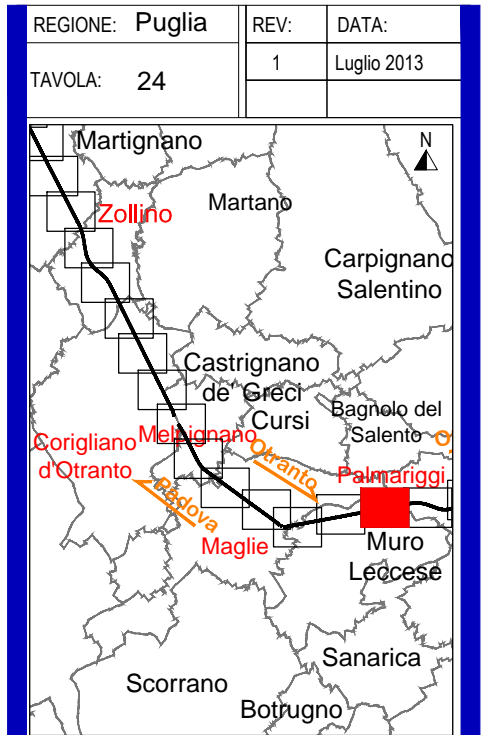 REGIONE: Puglia
REV:
DATA:
1
Luglio 2013
TAVOLA: 24
Martignano
N
Zollino
Martano
Carpignano
Salentino
Castrignano
de' Greci
Cursi
Bagnolo del
Salento
Corigliano
d'Otranto
Melpignano
Otranto
Palmariggi
Padova
Maglie
Muro
Leccese
Sanarica
Scorrano
Botrugno